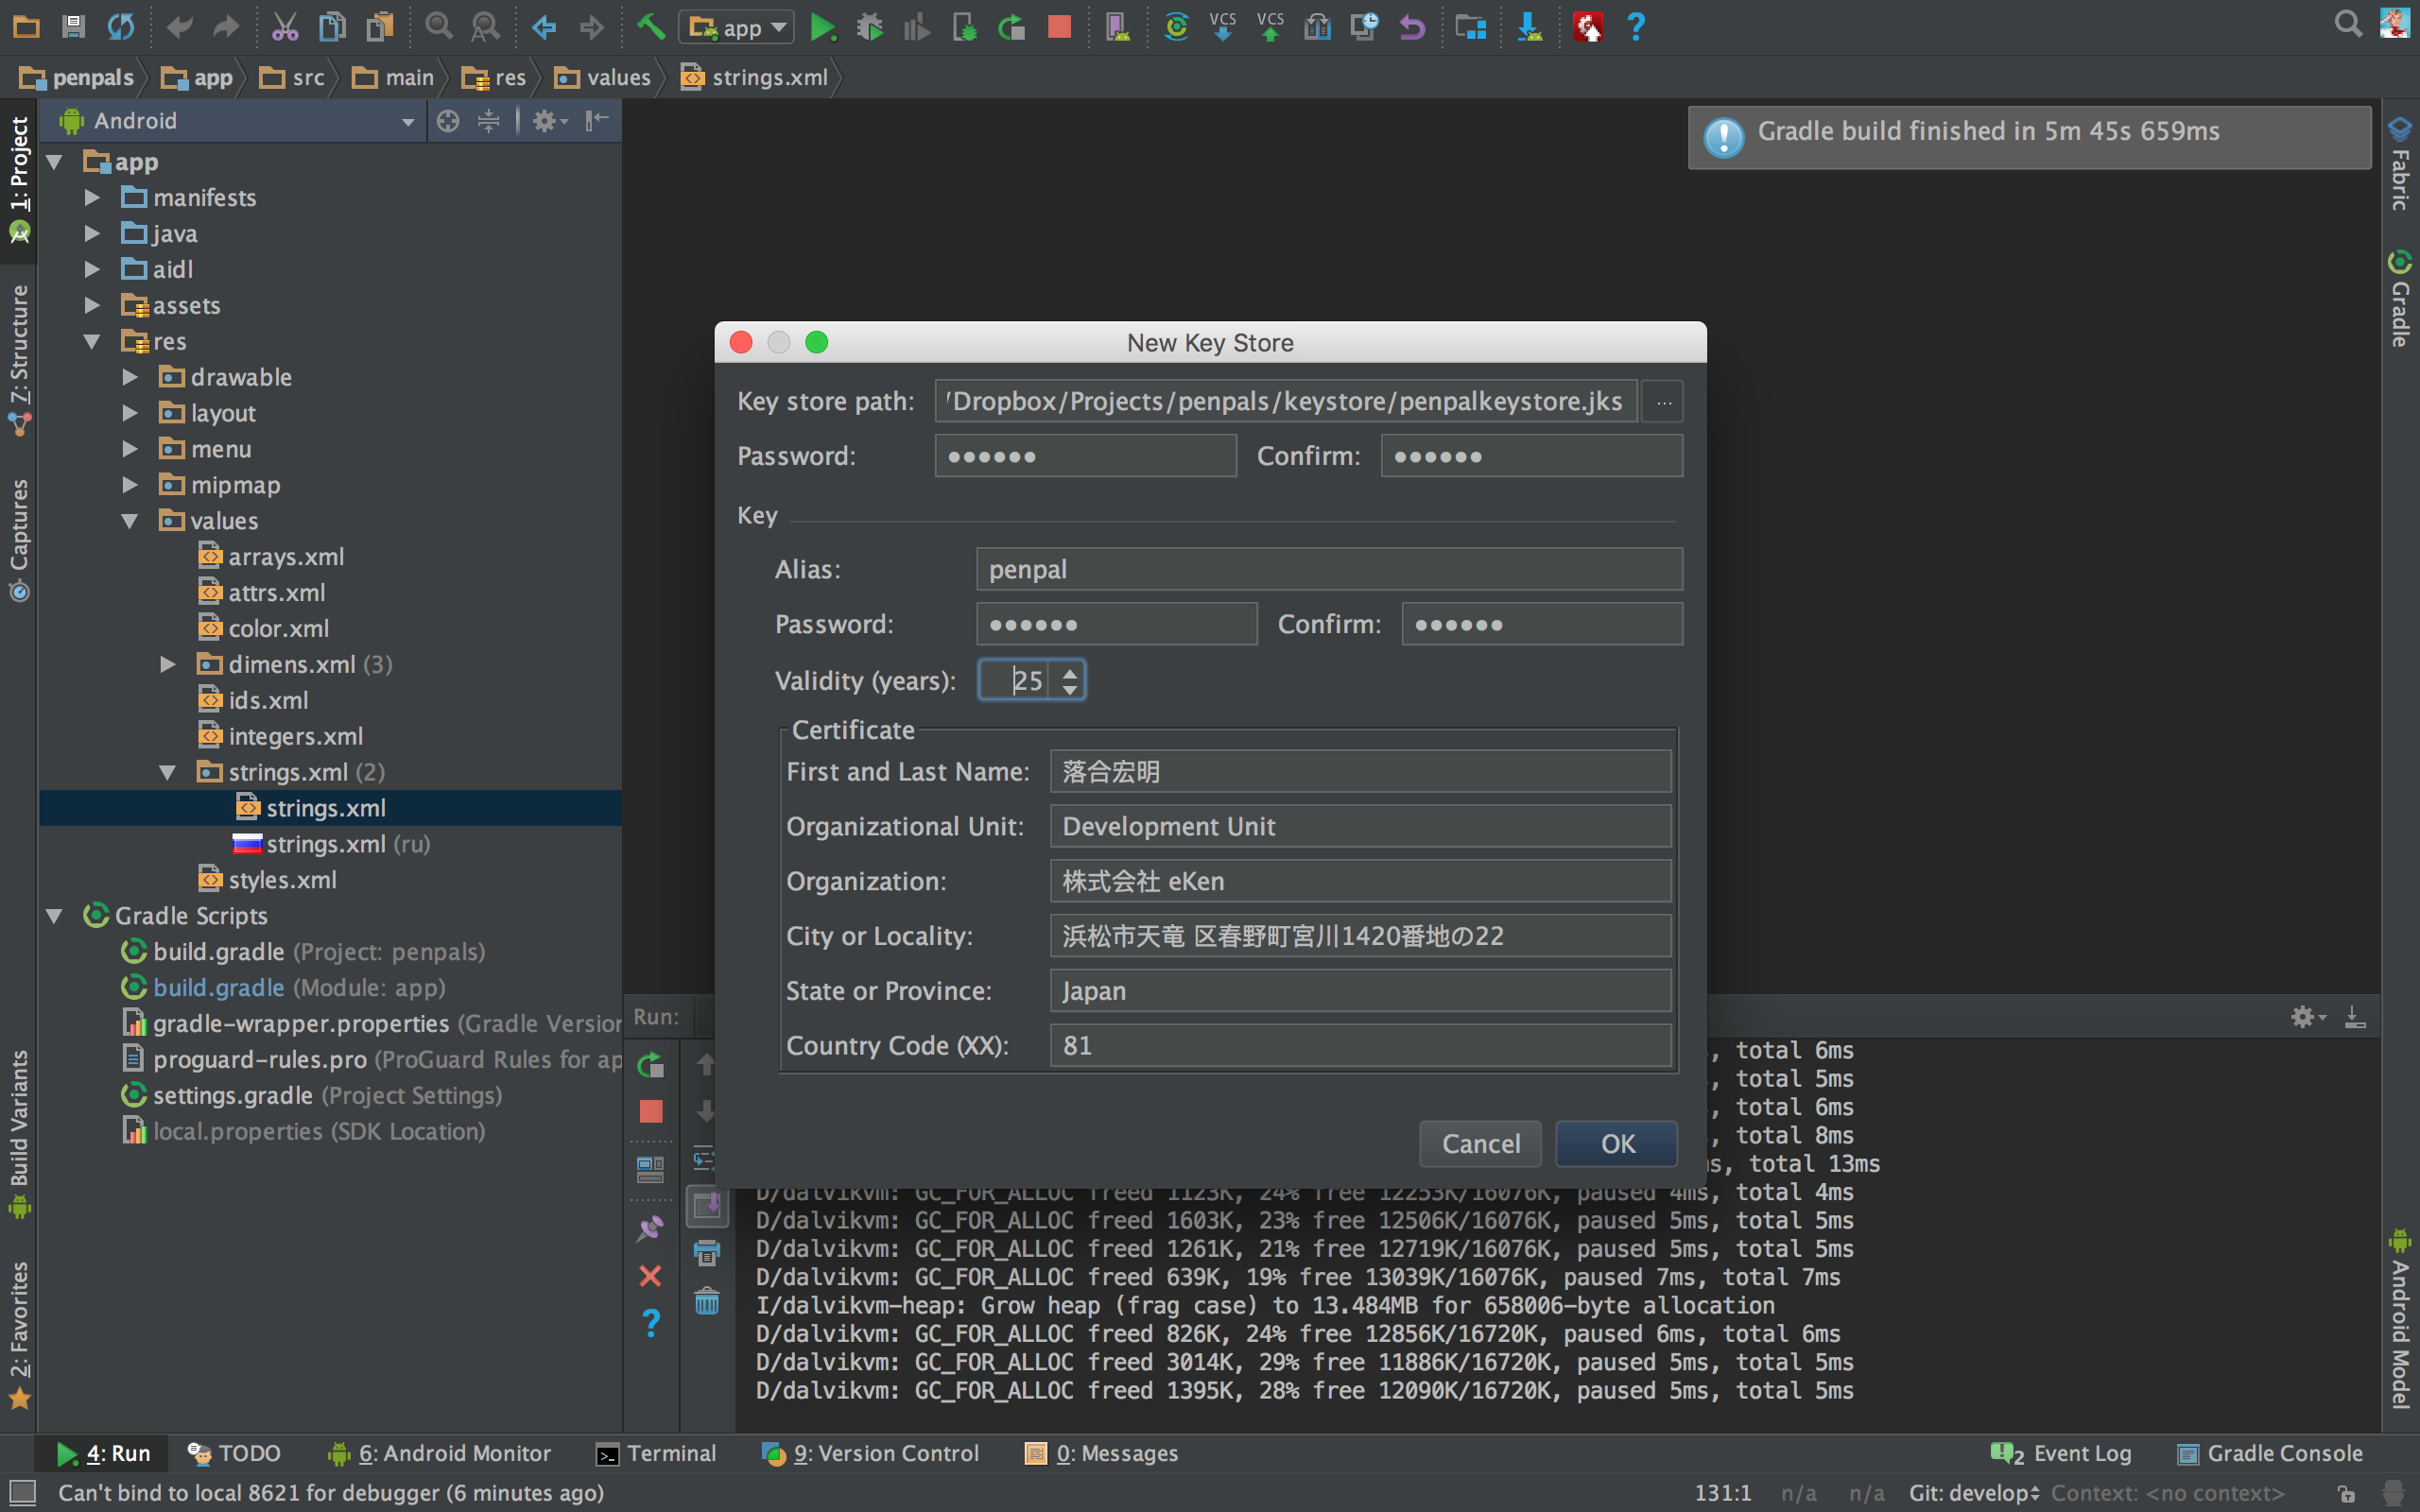 app
VCS
VCS
penpals
app
src
main
res
values
strings.xml
1: Project
7: Structure
Captures
Build Variants
2: Favorites
Android
app
manifests
java
aidl
assets
res
drawable
layout
menu
mipmap
values
arrays.xml
attrs.xml
color.xml
dimens.xml (3)
ids.xml
integers.xml
strings.xml (2)
strings.xml
strings.xml (ru)
styles.xml
Gradle Scripts
build.gradle (Project: penpals)
build.gradle (Module: app)
gradle-wrapper.properties (Gradle Version
proguard-rules.pro (ProGuard Rules for ap
settings.gradle (Project Settings)
local.properties (SDK Location)
Gradle build finished in 5m 45s 659ms
Fabric
Gradle
Android Model
New Key Store
Key store path: /Dropbox/Projects/penpals/keystore/penpalkeystore.jks ...
Password: •••••• Confirm: ••••••
Key
Alias: penpal
Password: •••••• Confirm: ••••••
Validity (years): 25
Certificate
First and Last Name: 落合宏明
Organizational Unit: Development Unit
Organization: 株式会社 eKen
City or Locality: 浜松市天竜 区春野町宮川1420番地の22
State or Province: Japan
Country Code (XX): 81
Cancel OK
Run:
, total 6ms
, total 5ms
, total 6ms
, total 8ms
s, total 13ms
D/dalvikvm: GC_FOR_ALLOC freed 1123K, 24% free 12253K/16076K, paused 4ms, total 4ms
D/dalvikvm: GC_FOR_ALLOC freed 1603K, 23% free 12506K/16076K, paused 5ms, total 5ms
D/dalvikvm: GC_FOR_ALLOC freed 1261K, 21% free 12719K/16076K, paused 5ms, total 5ms
D/dalvikvm: GC_FOR_ALLOC freed 639K, 19% free 13039K/16076K, paused 7ms, total 7ms
I/dalvikvm-heap: Grow heap (frag case) to 13.484MB for 658006-byte allocation
D/dalvikvm: GC_FOR_ALLOC freed 826K, 24% free 12856K/16720K, paused 6ms, total 6ms
D/dalvikvm: GC_FOR_ALLOC freed 3014K, 29% free 11886K/16720K, paused 5ms, total 5ms
D/dalvikvm: GC_FOR_ALLOC freed 1395K, 28% free 12090K/16720K, paused 5ms, total 5ms
4: Run
TODO
6: Android Monitor
Terminal
9: Version Control
0: Messages
2 Event Log
Gradle Console
Can't bind to local 8621 for debugger (6 minutes ago)
131:1 n/a n/a Git: develop Context: <no context>